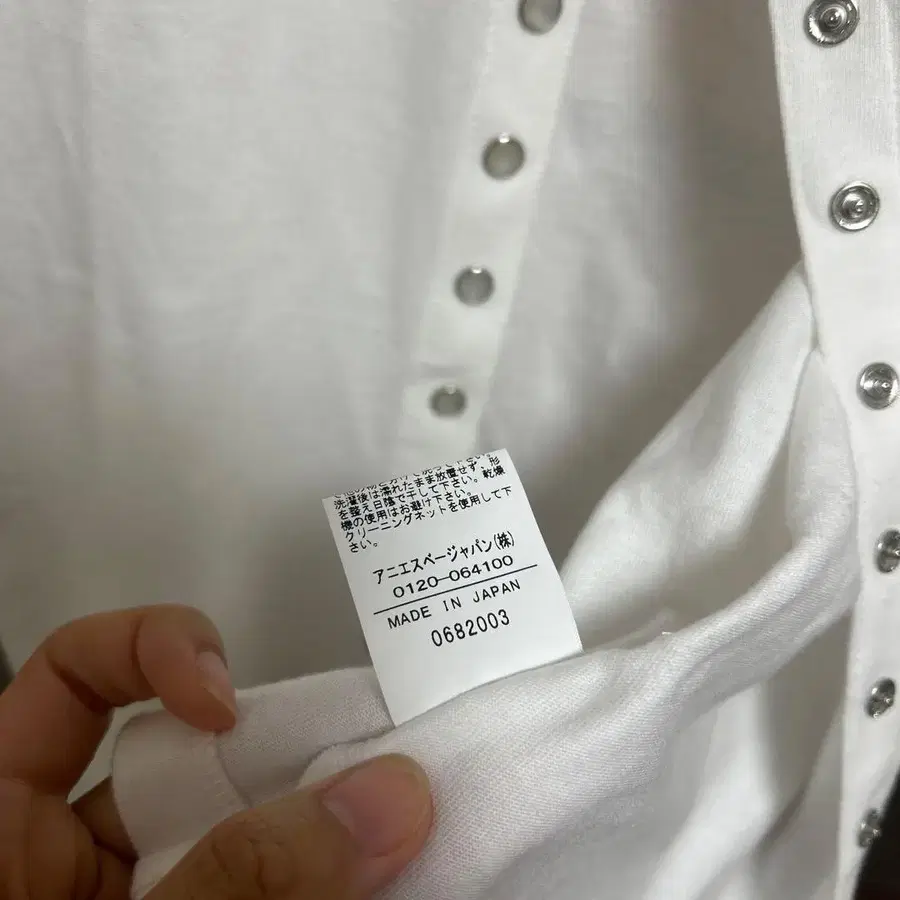 洗濯後は濡れたまま放置せず、形
を整え日陰で干して下さい。乾燥
機の使用はお避け下さい。
クリーニングネットを使用して下
さい。
アニエスベージャパン(株)
0120-064100
MADE IN JAPAN
0682003